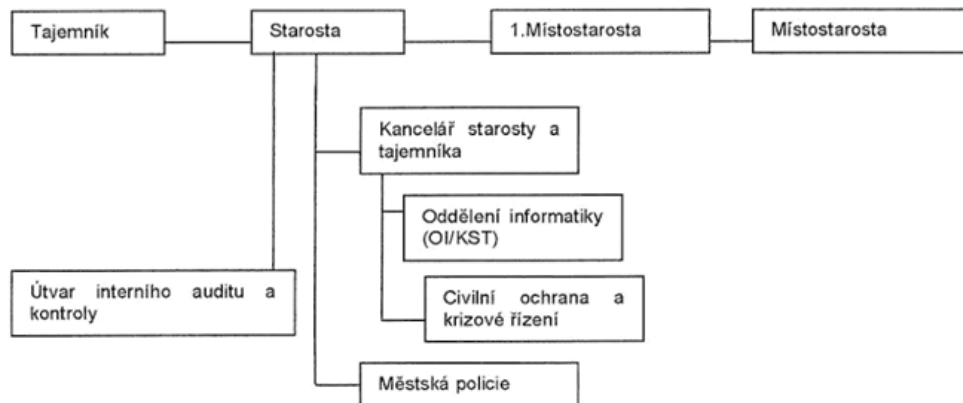 Tajemník
Starosta
1.Místostarosta
Místostarosta
Kancelář starosty a
tajemníka
Oddělení informatiky
(OI/KST)
Útvar interního auditu a
kontroly
Civilní ochrana a
krizové řízení
Městská policie